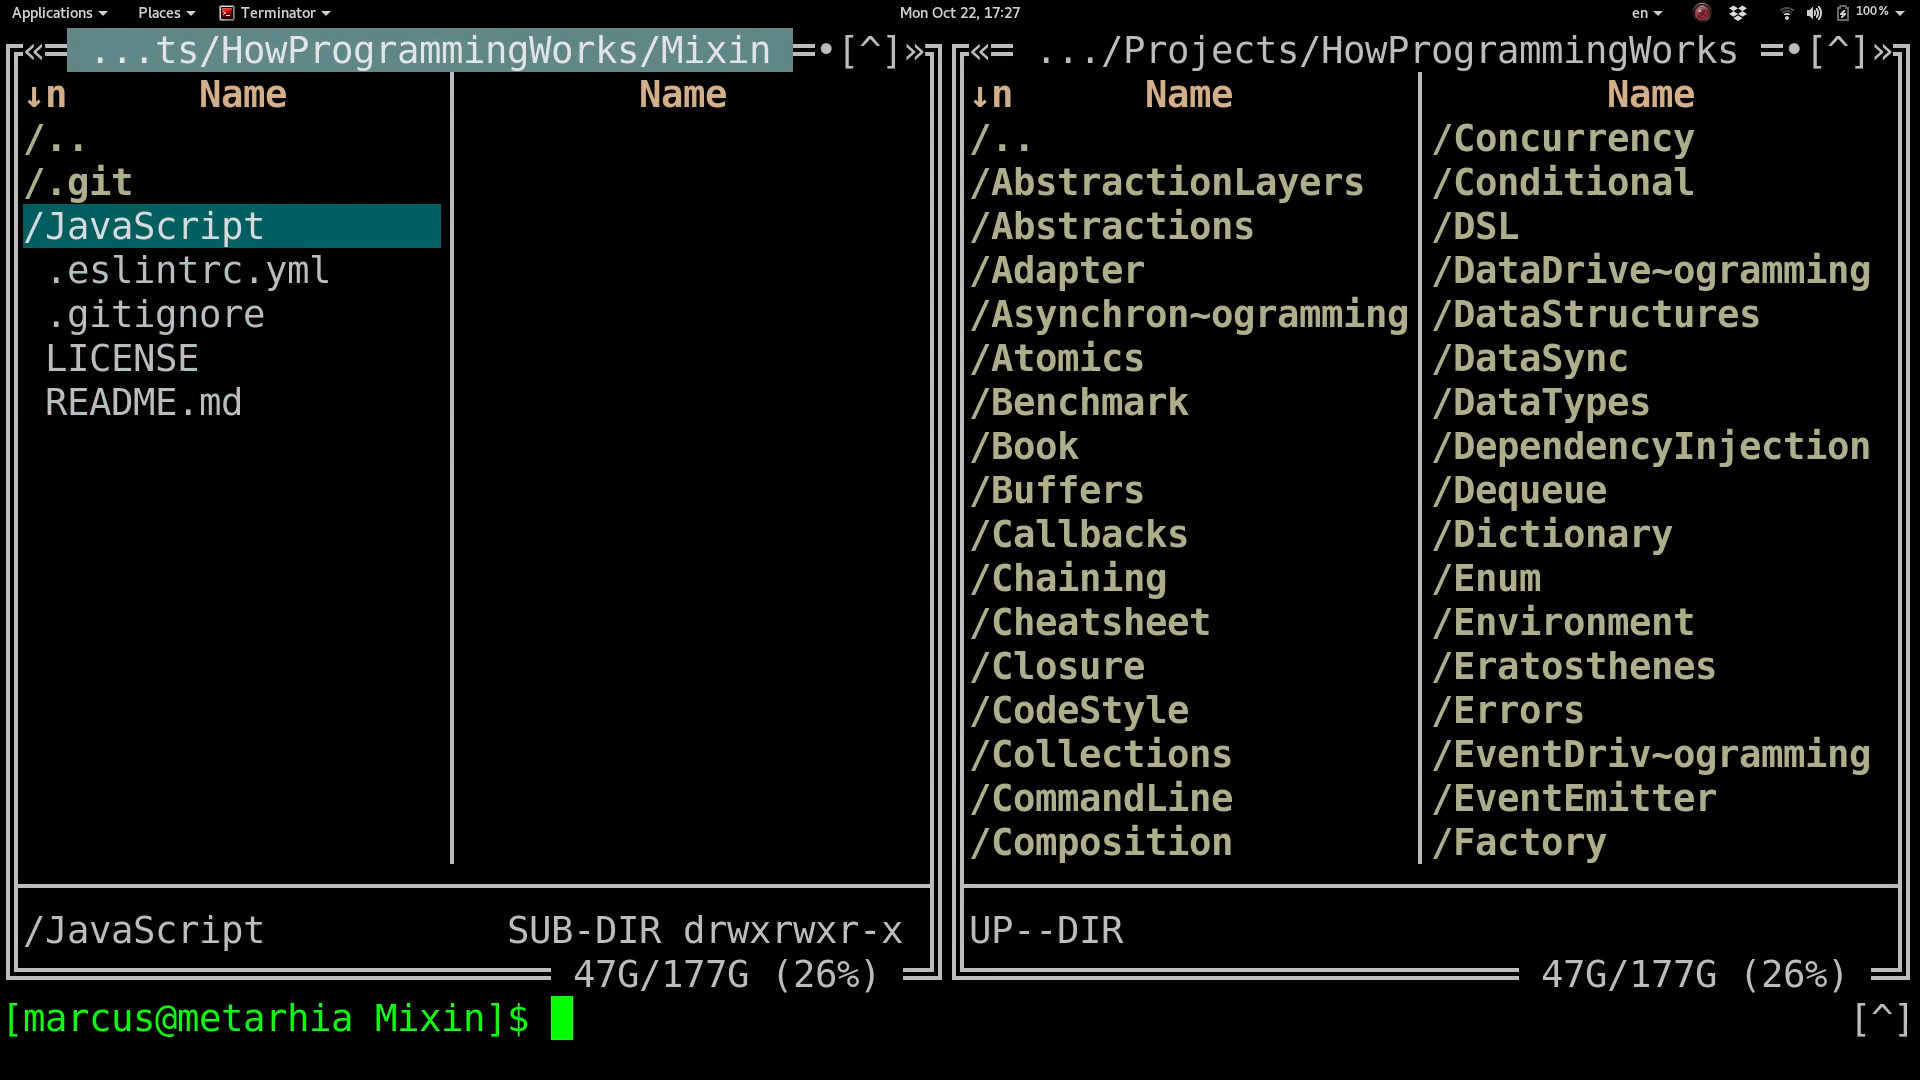 Applications Places Terminator Mon Oct 22, 17:27 en 100%
«= ...ts/HowProgrammingWorks/Mixin =•[^]»
↓n Name Name
/..
/.git
/JavaScript
.eslintrc.yml
.gitignore
LICENSE
README.md
/JavaScript SUB-DIR drwxrwxr-x
47G/177G (26%)
«= .../Projects/HowProgrammingWorks =•[^]»
↓n Name Name
/.. /Concurrency
/AbstractionLayers /Conditional
/Abstractions /DSL
/Adapter /DataDrive~ogramming
/Asynchron~ogramming /DataStructures
/Atomics /DataSync
/Benchmark /DataTypes
/Book /DependencyInjection
/Buffers /Dequeue
/Callbacks /Dictionary
/Chaining /Enum
/Cheatsheet /Environment
/Closure /Eratosthenes
/CodeStyle /Errors
/Collections /EventDriv~ogramming
/CommandLine /EventEmitter
/Composition /Factory
UP--DIR
47G/177G (26%)
[marcus@metarhia Mixin]$ [^]